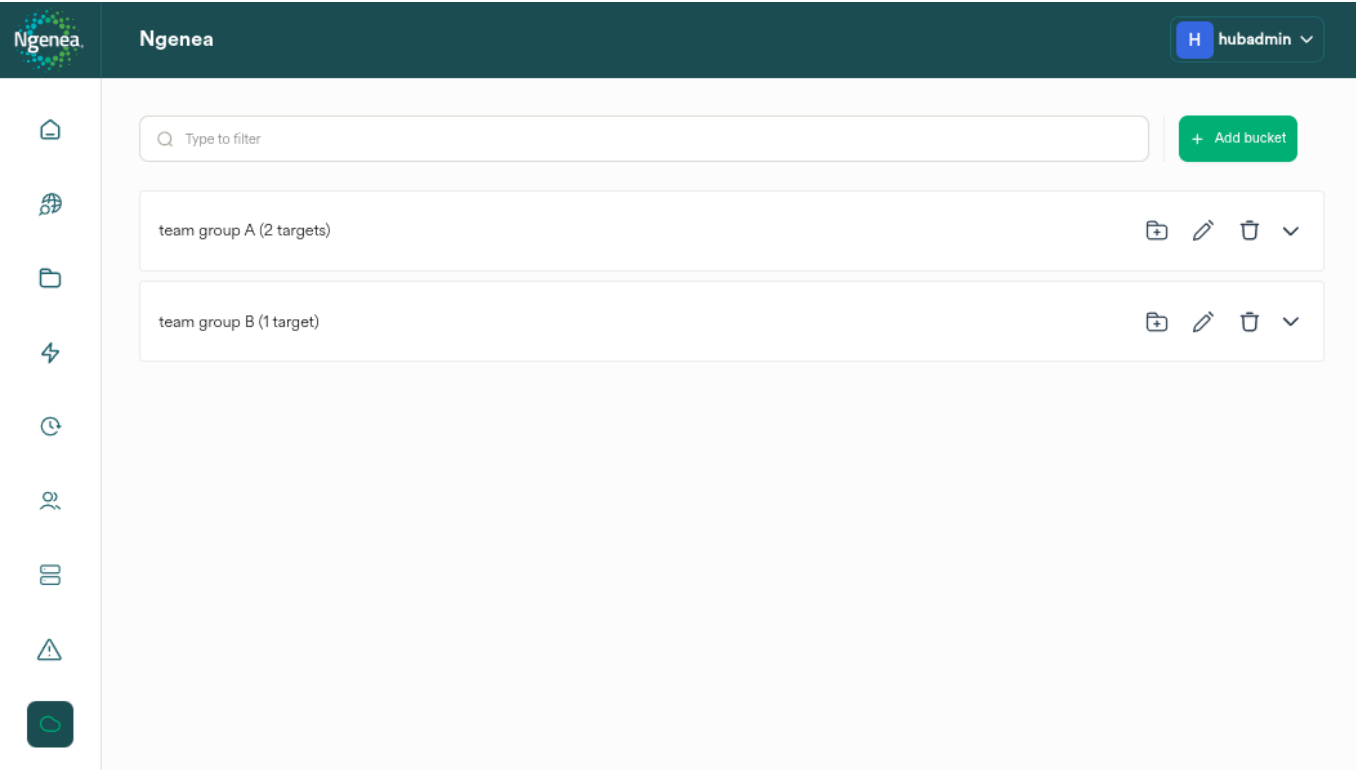 Ngenea.
Ngenea
H hubadmin
Type to filter
+ Add bucket
team group A (2 targets)
team group B (1 target)